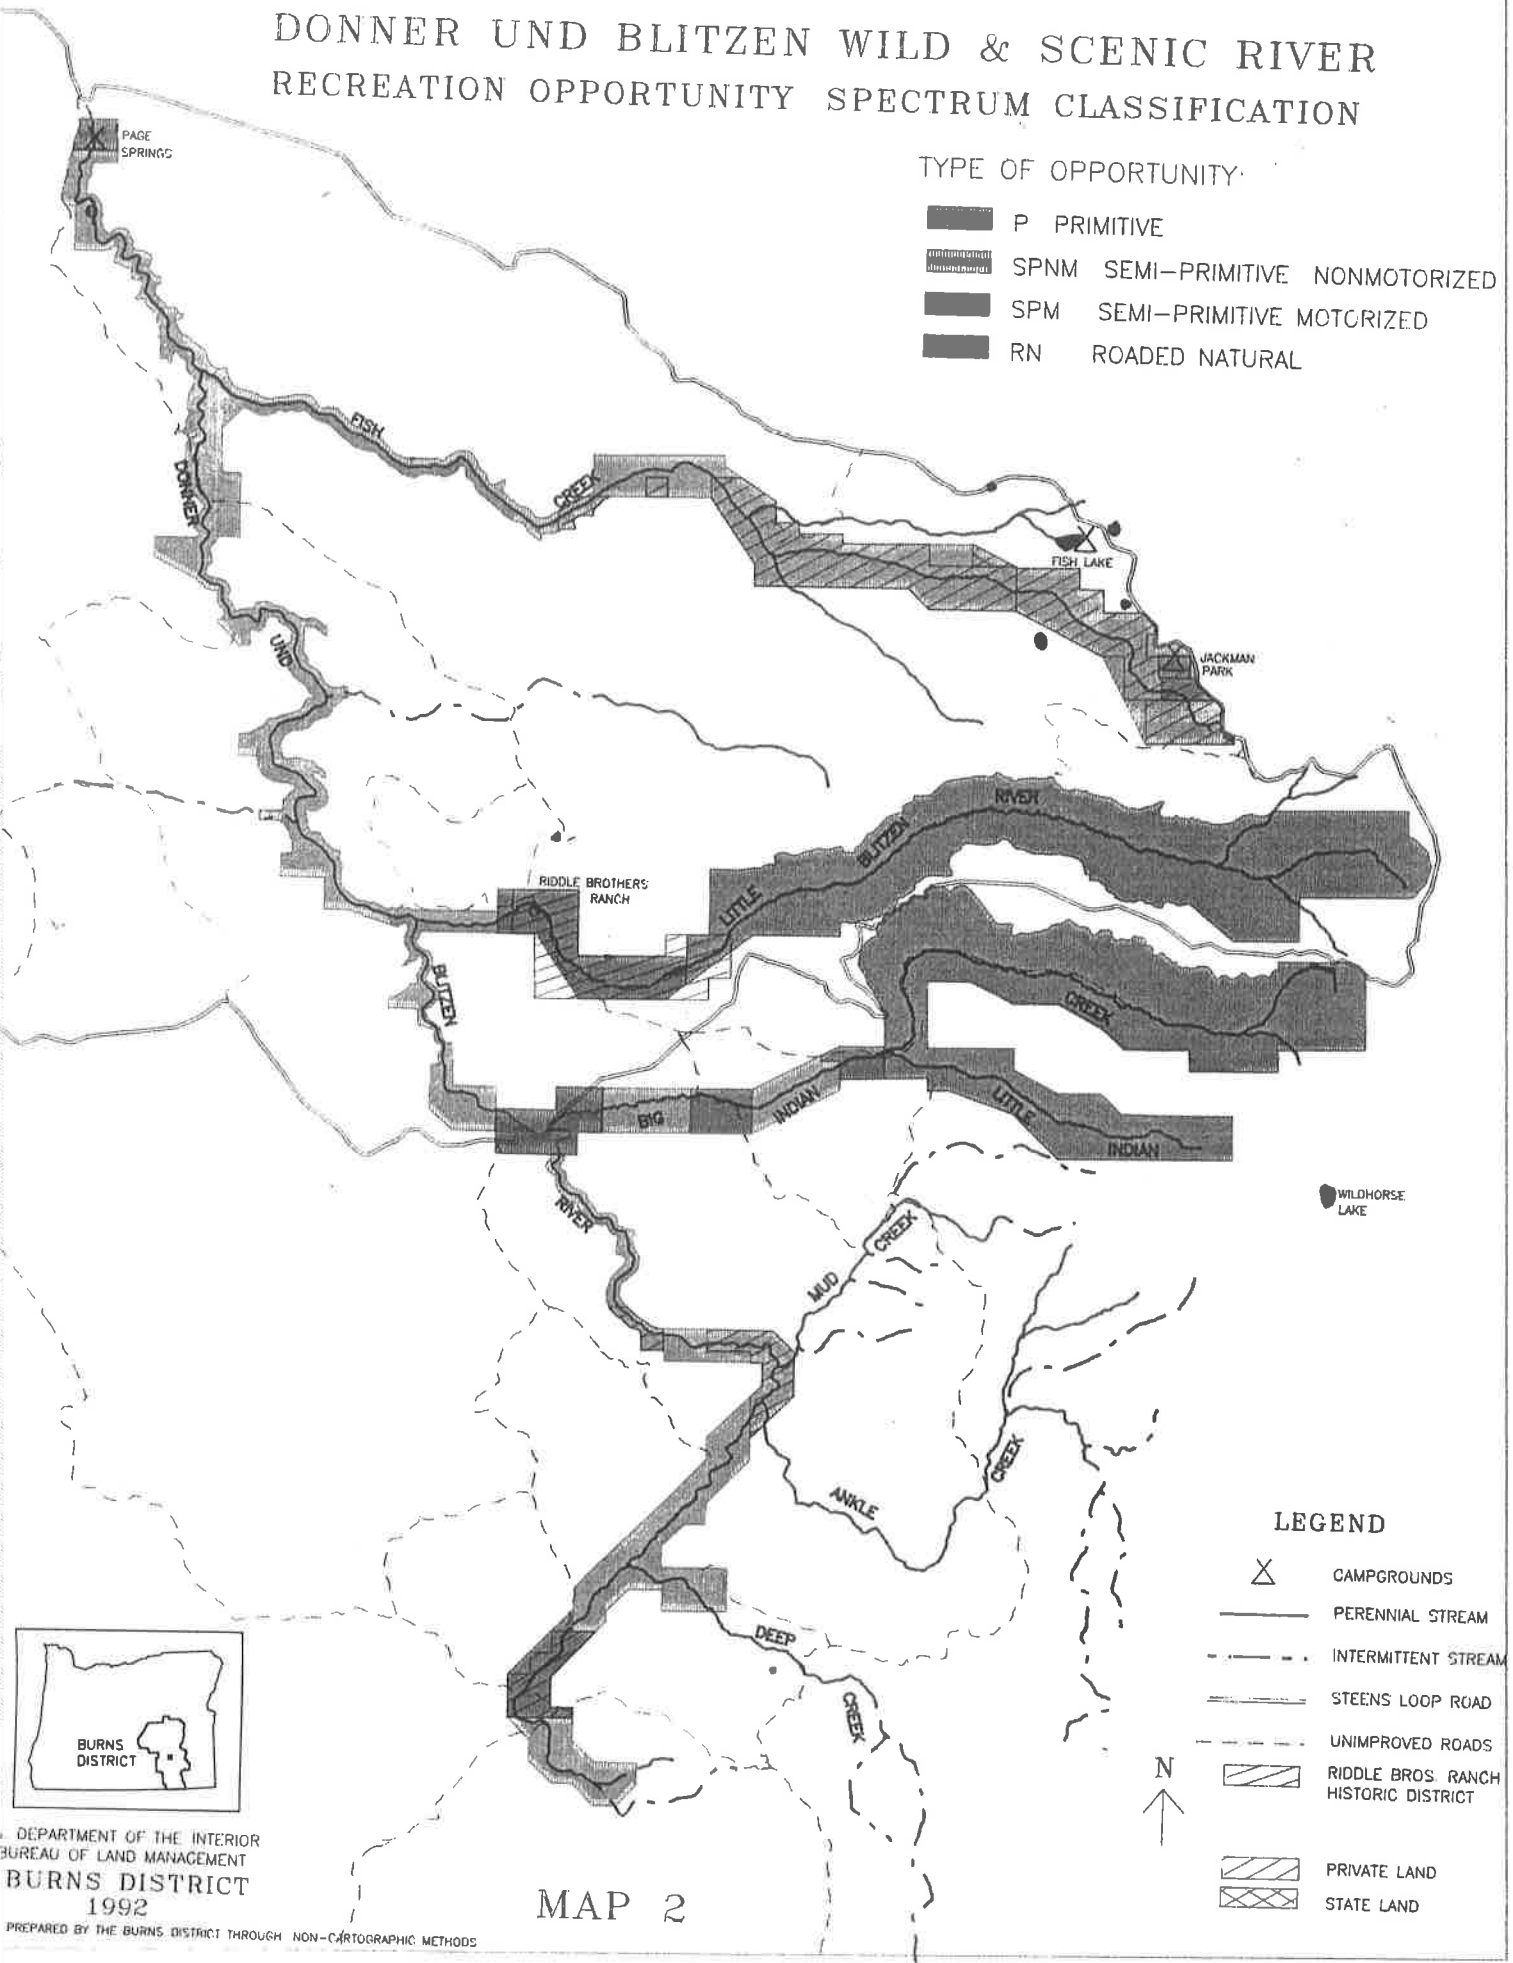 DONNER UND BLITZEN WILD & SCENIC RIVER
RECREATION OPPORTUNITY SPECTRUM CLASSIFICATION
TYPE OF OPPORTUNITY
P PRIMITIVE
SPNM SEMI-PRIMITIVE NONMOTORIZED
SPM SEMI-PRIMITIVE MOTORIZED
RN ROADED NATURAL
PAGE
SPRINGS
FISH
CREEK
DONNER
FISH LAKE
UND
JACKMAN
PARK
RIVER
BLITZEN
LITTLE
RIDDLE BROTHERS
RANCH
BLITZEN
CREEK
BIG
INDIAN
LITTLE
INDIAN
WILDHORSE
LAKE
RIVER
CREEK
MUD
CREEK
ANKLE
DEEP
CREEK
LEGEND
CAMPGROUNDS
PERENNIAL STREAM
INTERMITTENT STREAM
STEENS LOOP ROAD
UNIMPROVED ROADS
RIDDLE BROS. RANCH
HISTORIC DISTRICT
PRIVATE LAND
STATE LAND
N
BURNS
DISTRICT
. DEPARTMENT OF THE INTERIOR
BUREAU OF LAND MANAGEMENT
BURNS DISTRICT
1992
PREPARED BY THE BURNS DISTRICT THROUGH NON-CARTOGRAPHIC METHODS
MAP 2